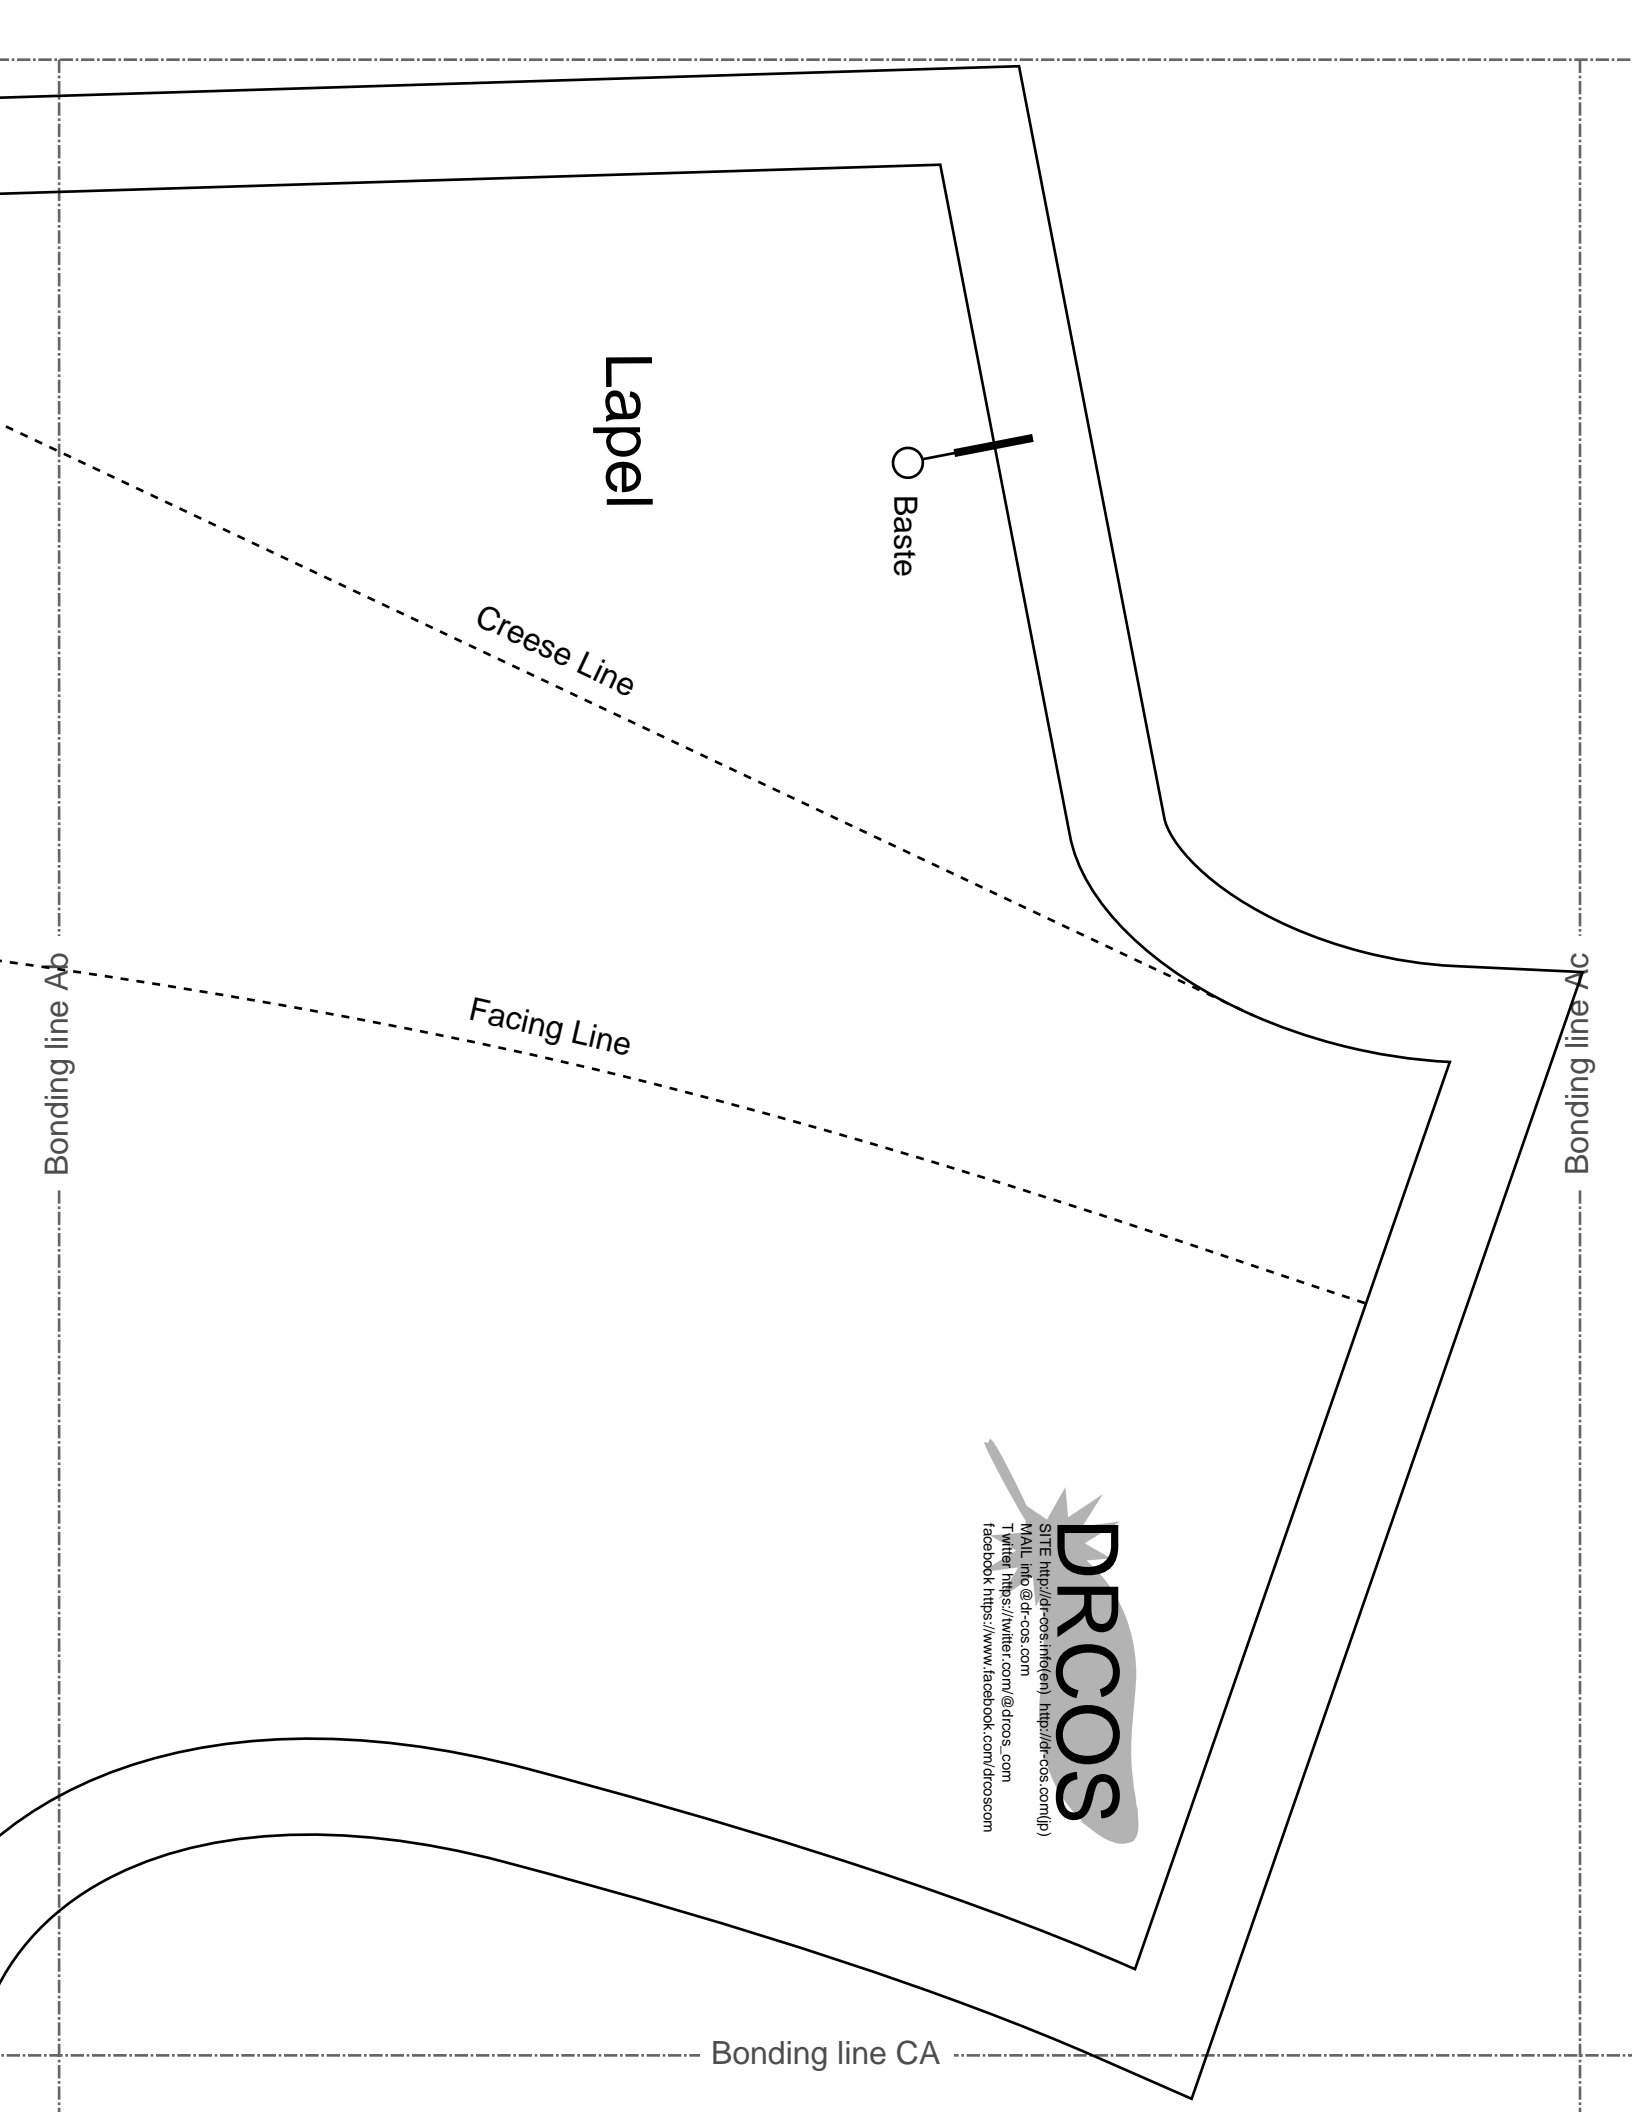 Lapel
Baste
Creese Line
Bonding line Ab
Bonding line Ac
Facing Line
DRCOS
SITE http://dr-cos.info(en)  http://dr-cos.com(jp)
MAIL info@dr-cos.com
Twitter https://twitter.com/@drcos_com
facebook https://www.facebook.com/drcoscom
Bonding line CA